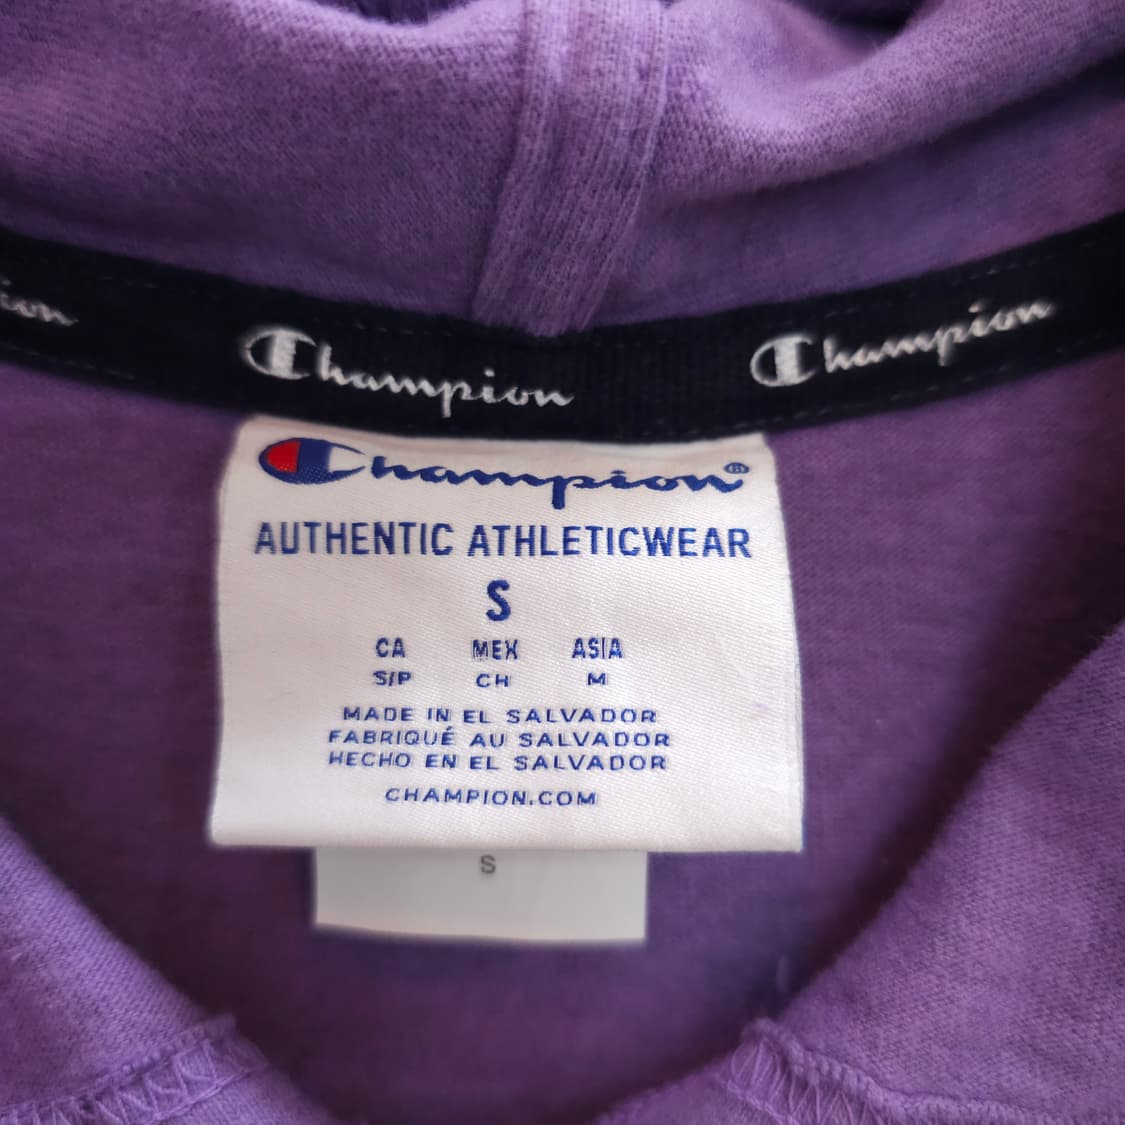 ion
Champion
Champion
Champion®
AUTHENTIC ATHLETICWEAR
S
CA MEX ASIA
S/P CH M
MADE IN EL SALVADOR
FABRIQUÉ AU SALVADOR
HECHO EN EL SALVADOR
CHAMPION.COM
S